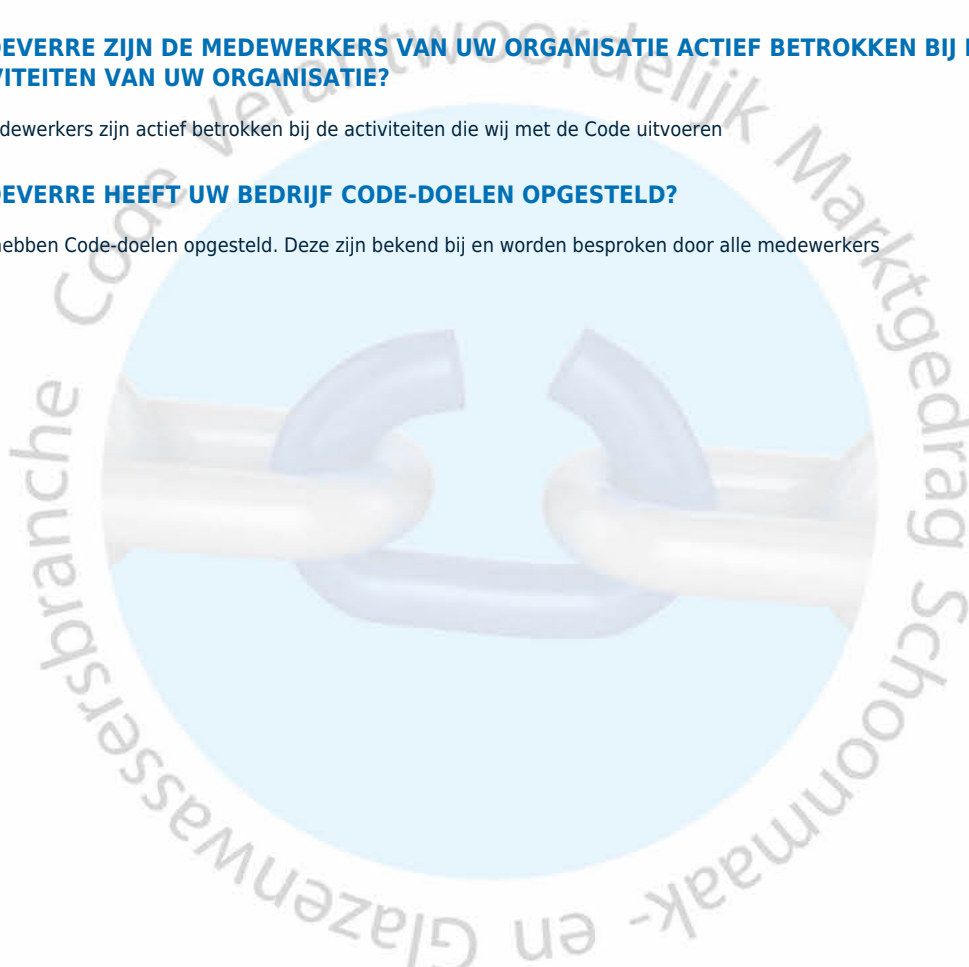 EVERRE ZIJN DE MEDEWERKERS VAN UW ORGANISATIE ACTIEF BETROKKEN BIJ
VITEITEN VAN UW ORGANISATIE?
dewerkers zijn actief betrokken bij de activiteiten die wij met de Code uitvoeren
EVERRE HEEFT UW BEDRIJF CODE-DOELEN OPGESTELD?
hebben Code-doelen opgesteld. Deze zijn bekend bij en worden besproken door alle medewerkers
Code Verantwoordelijk Marktgedrag Schoonmaak- en Glazenwassersbranche